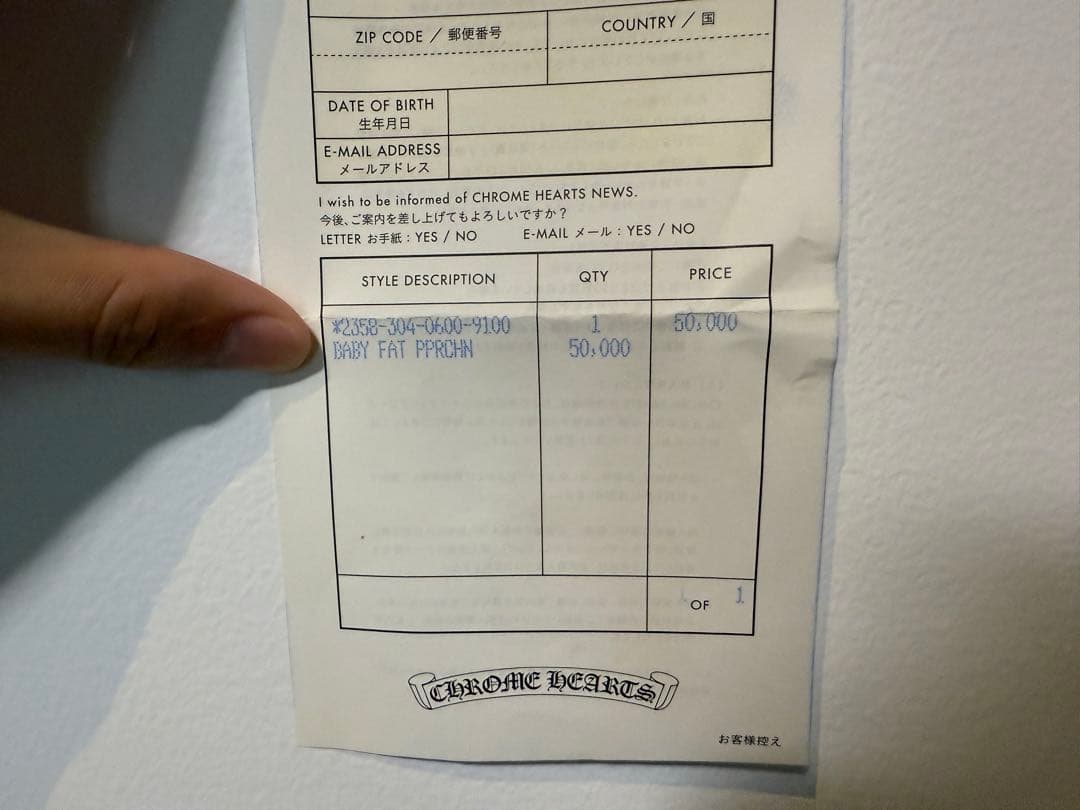 ZIP CODE / 郵便番号
COUNTRY / 国
DATE OF BIRTH
生年月日
E-MAIL ADDRESS
メールアドレス
I wish to be informed of CHROME HEARTS NEWS.
今後、ご案内を差し上げてもよろしいですか？
LETTER お手紙 : YES / NO E-MAIL メール : YES / NO
STYLE DESCRIPTION QTY PRICE
*2358-304-0600-9100 1 50,000
BABY FAT PPRCHN 50,000
OF 1
CHROME HEARTS
お客様控え